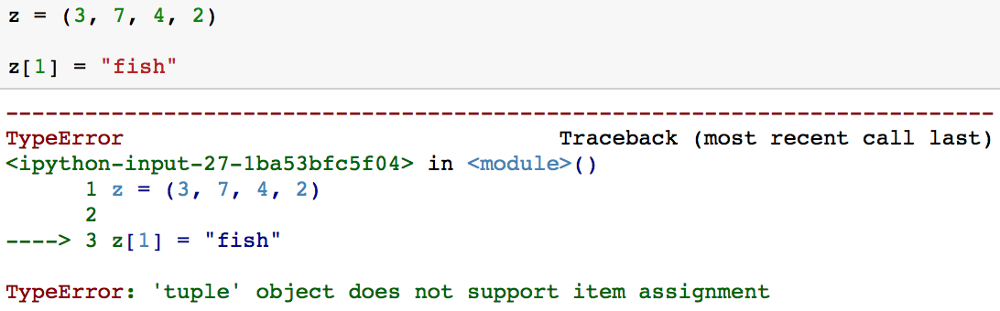 z = (3, 7, 4, 2)
z[1] = "fish"
---------------------------------------------------------------------------
TypeError                                 Traceback (most recent call last)
<ipython-input-27-1ba53bfc5f04> in <module>()
      1 z = (3, 7, 4, 2)
      2
----> 3 z[1] = "fish"
TypeError: 'tuple' object does not support item assignment